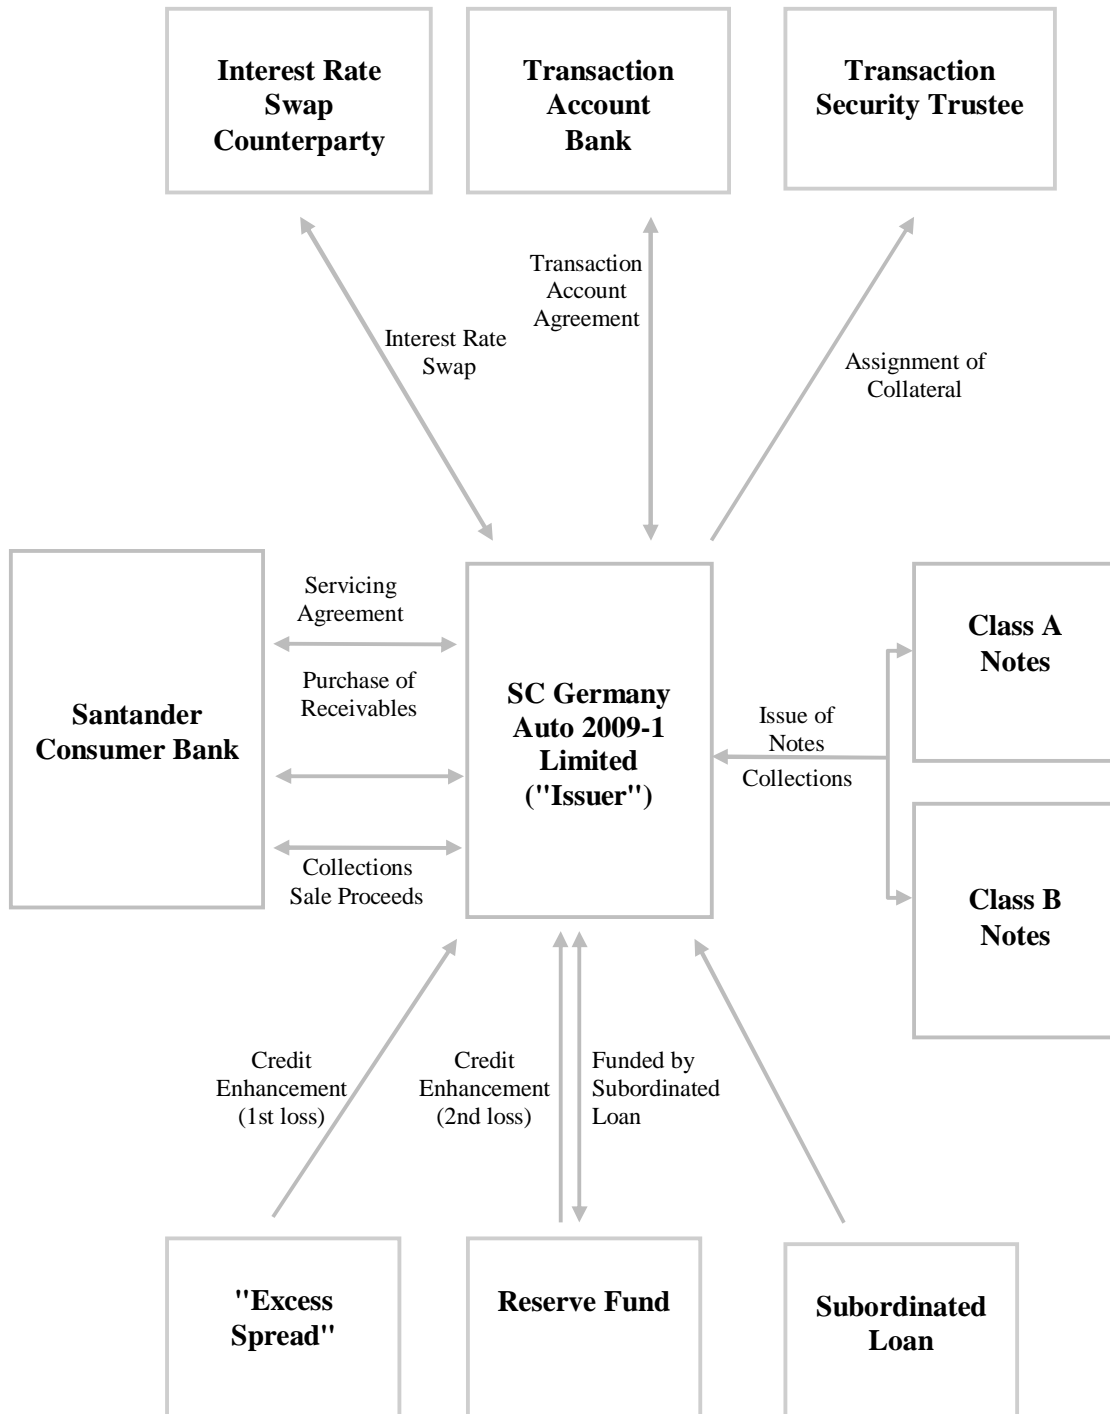 Interest Rate
Swap
Counterparty
Transaction
Account
Bank
Transaction
Security Trustee
Transaction
Account
Agreement
Interest Rate
Swap
Assignment of
Collateral
Servicing
Agreement
Purchase of
Receivables
Santander
Consumer Bank
Collections
Sale Proceeds
SC Germany
Auto 2009-1
Limited
("Issuer")
Issue of
Notes
Collections
Class A
Notes
Class B
Notes
Credit
Enhancement
(1st loss)
Credit
Enhancement
(2nd loss)
Funded by
Subordinated
Loan
"Excess
Spread"
Reserve Fund
Subordinated
Loan